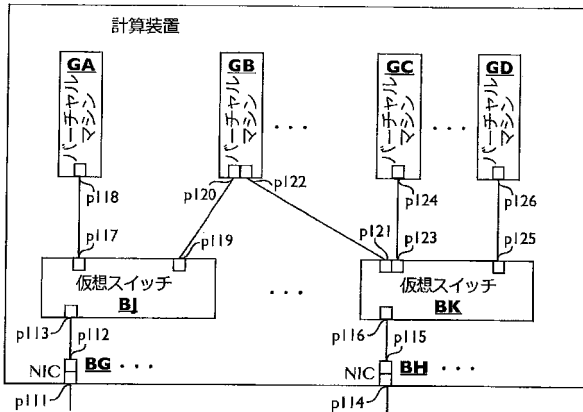 計算装置
GA
バーチャル
マシン
GB
バーチャル
マシン
GC
バーチャル
マシン
GD
バーチャル
マシン
. . .
. . .
p118
p120
p122
p124
p126
p117
p119
p121
p123
p125
仮想スイッチ
BJ
. . .
仮想スイッチ
BK
p113
p112
p116
p115
NIC
BG . . .
NIC
BH . . .
p111
p114